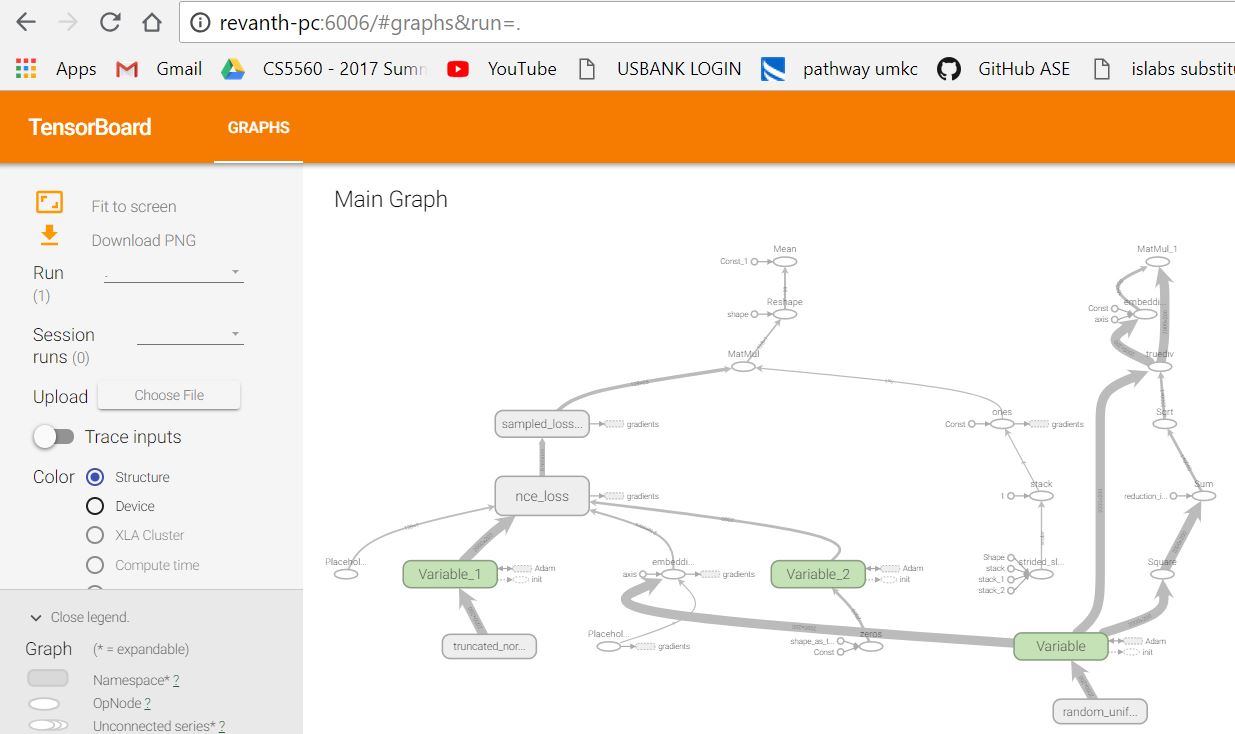 revanth-pc:6006/#graphs&run=.
Apps Gmail CS5560 - 2017 Summ YouTube USBANK LOGIN pathway umkc GitHub ASE islabs substitu
TensorBoard GRAPHS
Fit to screen
Download PNG
Run
(1)
.
Session
runs (0)
Upload Choose File
Trace inputs
Color Structure
Device
XLA Cluster
Compute time
Close legend.
Graph (* = expandable)
Namespace* ?
OpNode ?
Unconnected series* ?
Main Graph
Mean MatMul_1
Const_1
Reshape embeddi...
shape Const
axis
MatMul truediv
sampled_loss... gradients
ones Sqrt
Const gradients
nce_loss gradients
stack Sum
1 reduction_i...
Placehol... embeddi... Shape strided_sl... Square
Variable_1 Adam
init
axis gradients
Variable_2 Adam
init
stack
stack_1
stack_2
truncated_nor...
Placehol... gradients
shape_as_t... zeros
Const
Variable Adam
init
random_unif...